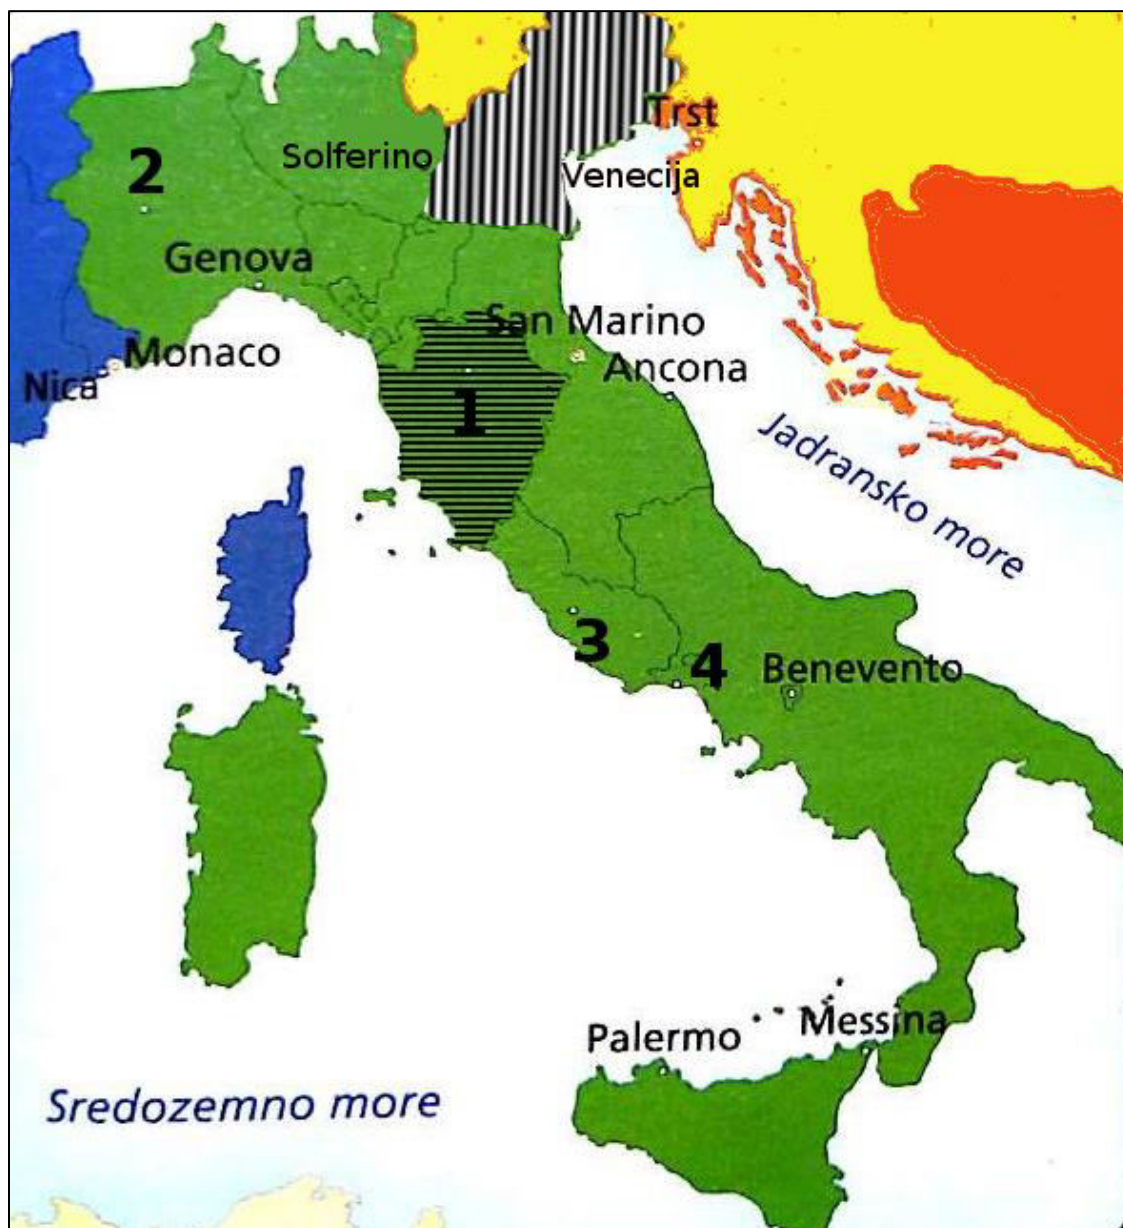 Trst
2
Solferino
Venecija
Genova
San Marino
Monaco
Ancona
Nica
1
Jadransko more
3
4
Benevento
Palermo
Messina
Sredozemno more